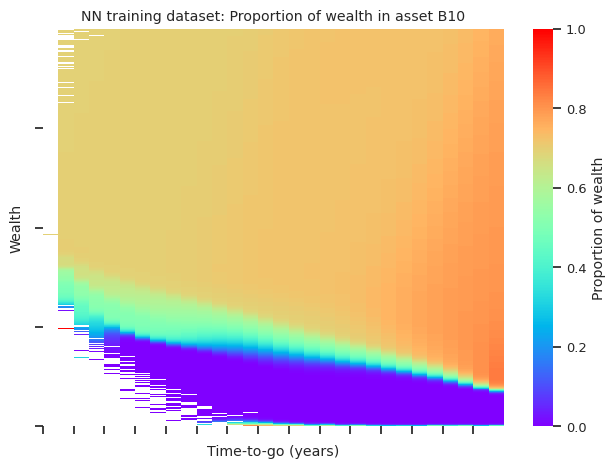 NN training dataset: Proportion of wealth in asset B10
Wealth
Time-to-go (years)
1.0
0.8
0.6
0.4
0.2
0.0
Proportion of wealth